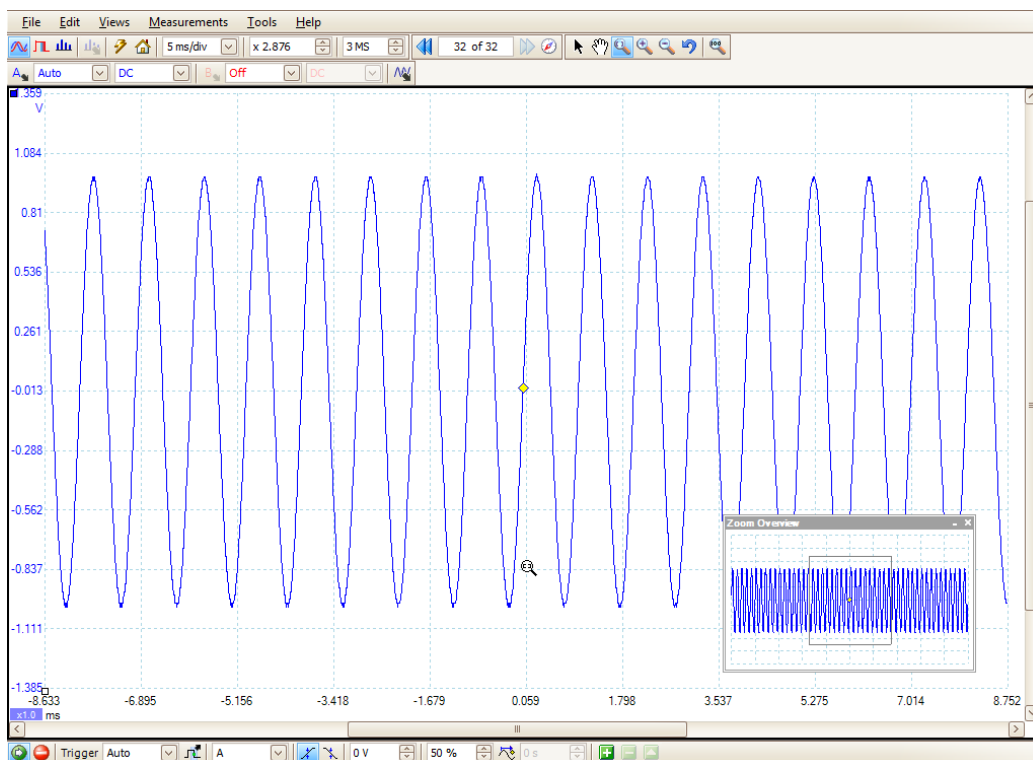 File Edit Views Measurements Tools Help
5 ms/div x 2.876 3 MS 32 of 32
A Auto DC B Off DC
1.359
V
1.084
0.81
0.536
0.261
-0.013
-0.288
-0.562
-0.837
-1.111
-1.385
Zoom Overview
-8.633 -6.895 -5.156 -3.418 -1.679 0.059 1.798 3.537 5.275 7.014 8.752
x1.0 ms
Trigger Auto A 0 V 50 % 0 s